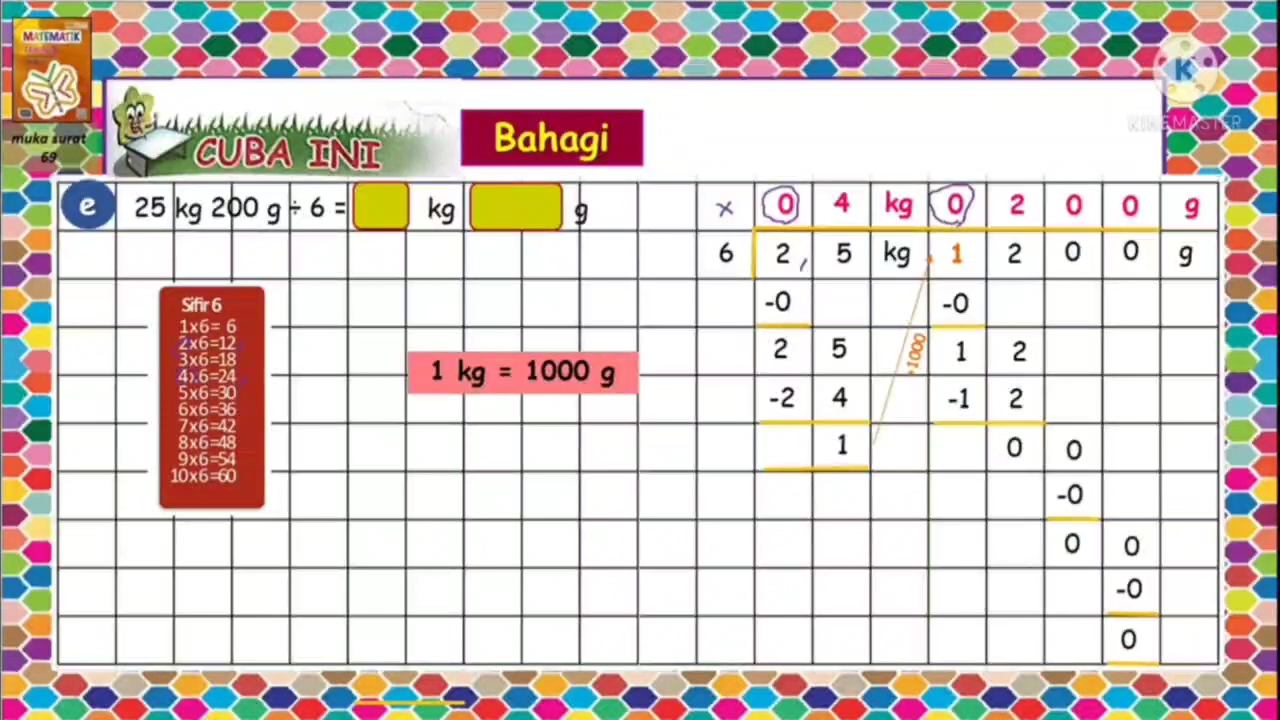 MATEMATIK
muka surat
69
CUBA INI
Bahagi
K
KINEMASTER
e 25 kg 200 g ÷ 6 = kg g
x 0 4 kg 0 2 0 0 g
6 2, 5 kg 1 2 0 0 g
-0 -0
2 5 1 2
-2 4 -1 2
1 0 0
-0
0 0
-0
0
+1000
1 kg = 1000 g
Sifir 6
1x6= 6
2x6=12
3x6=18
4x6=24
5x6=30
6x6=36
7x6=42
8x6=48
9x6=54
10x6=60